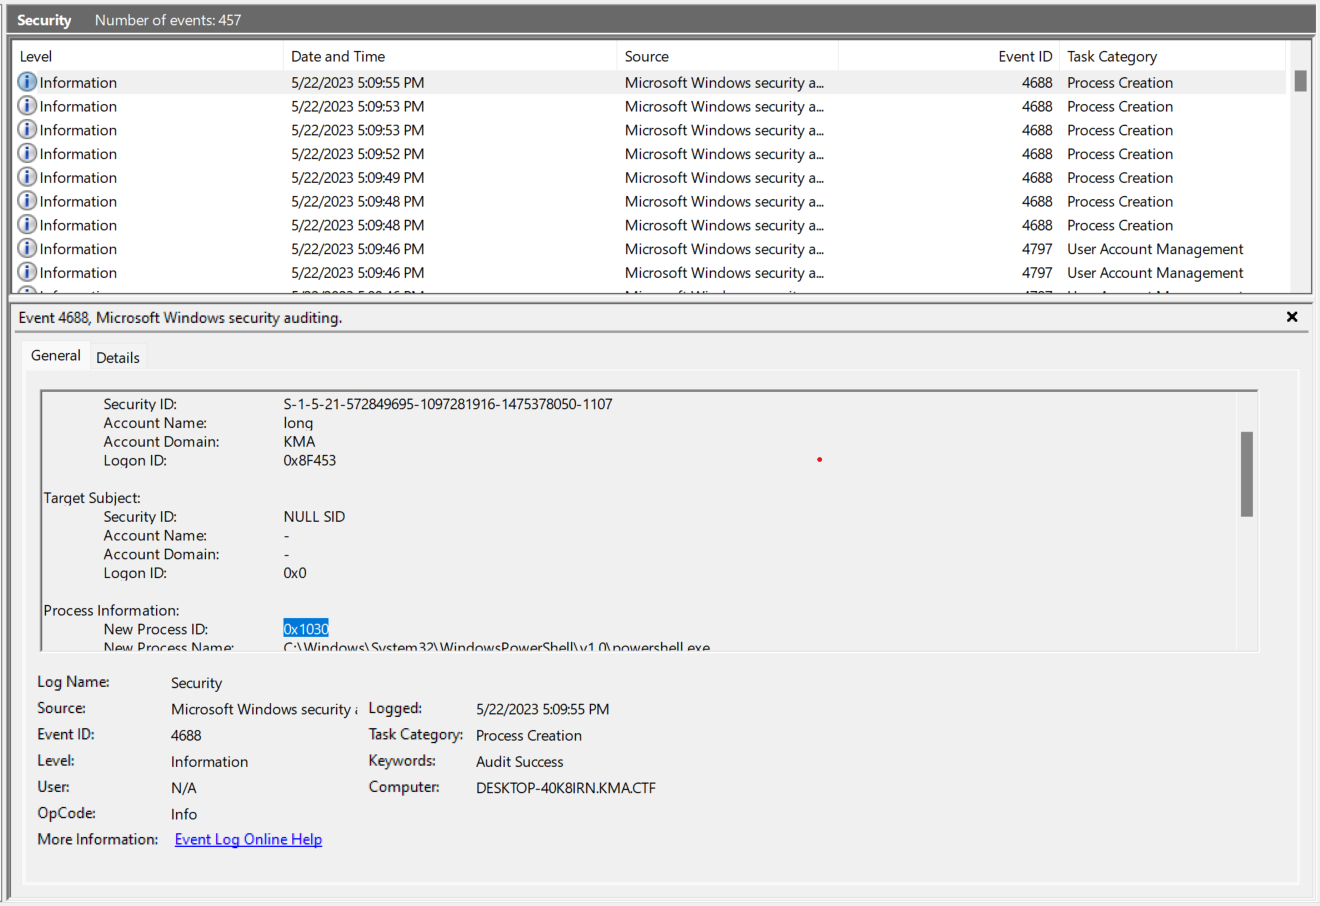 Security Number of events: 457
Level Date and Time Source Event ID Task Category
Information 5/22/2023 5:09:55 PM Microsoft Windows security a... 4688 Process Creation
Information 5/22/2023 5:09:53 PM Microsoft Windows security a... 4688 Process Creation
Information 5/22/2023 5:09:53 PM Microsoft Windows security a... 4688 Process Creation
Information 5/22/2023 5:09:52 PM Microsoft Windows security a... 4688 Process Creation
Information 5/22/2023 5:09:49 PM Microsoft Windows security a... 4688 Process Creation
Information 5/22/2023 5:09:48 PM Microsoft Windows security a... 4688 Process Creation
Information 5/22/2023 5:09:48 PM Microsoft Windows security a... 4688 Process Creation
Information 5/22/2023 5:09:46 PM Microsoft Windows security a... 4797 User Account Management
Information 5/22/2023 5:09:46 PM Microsoft Windows security a... 4797 User Account Management
Event 4688, Microsoft Windows security auditing.
General Details
Security ID: S-1-5-21-572849695-1097281916-1475378050-1107
Account Name: long
Account Domain: KMA
Logon ID: 0x8F453
Target Subject:
Security ID: NULL SID
Account Name: -
Account Domain: -
Logon ID: 0x0
Process Information:
New Process ID: 0x1030
New Process Name: C:\Windows\System32\WindowsPowerShell\v1.0\powershell.exe
Log Name: Security
Source: Microsoft Windows security Logged: 5/22/2023 5:09:55 PM
Event ID: 4688 Task Category: Process Creation
Level: Information Keywords: Audit Success
User: N/A Computer: DESKTOP-40K8IRN.KMA.CTF
OpCode: Info
More Information: Event Log Online Help